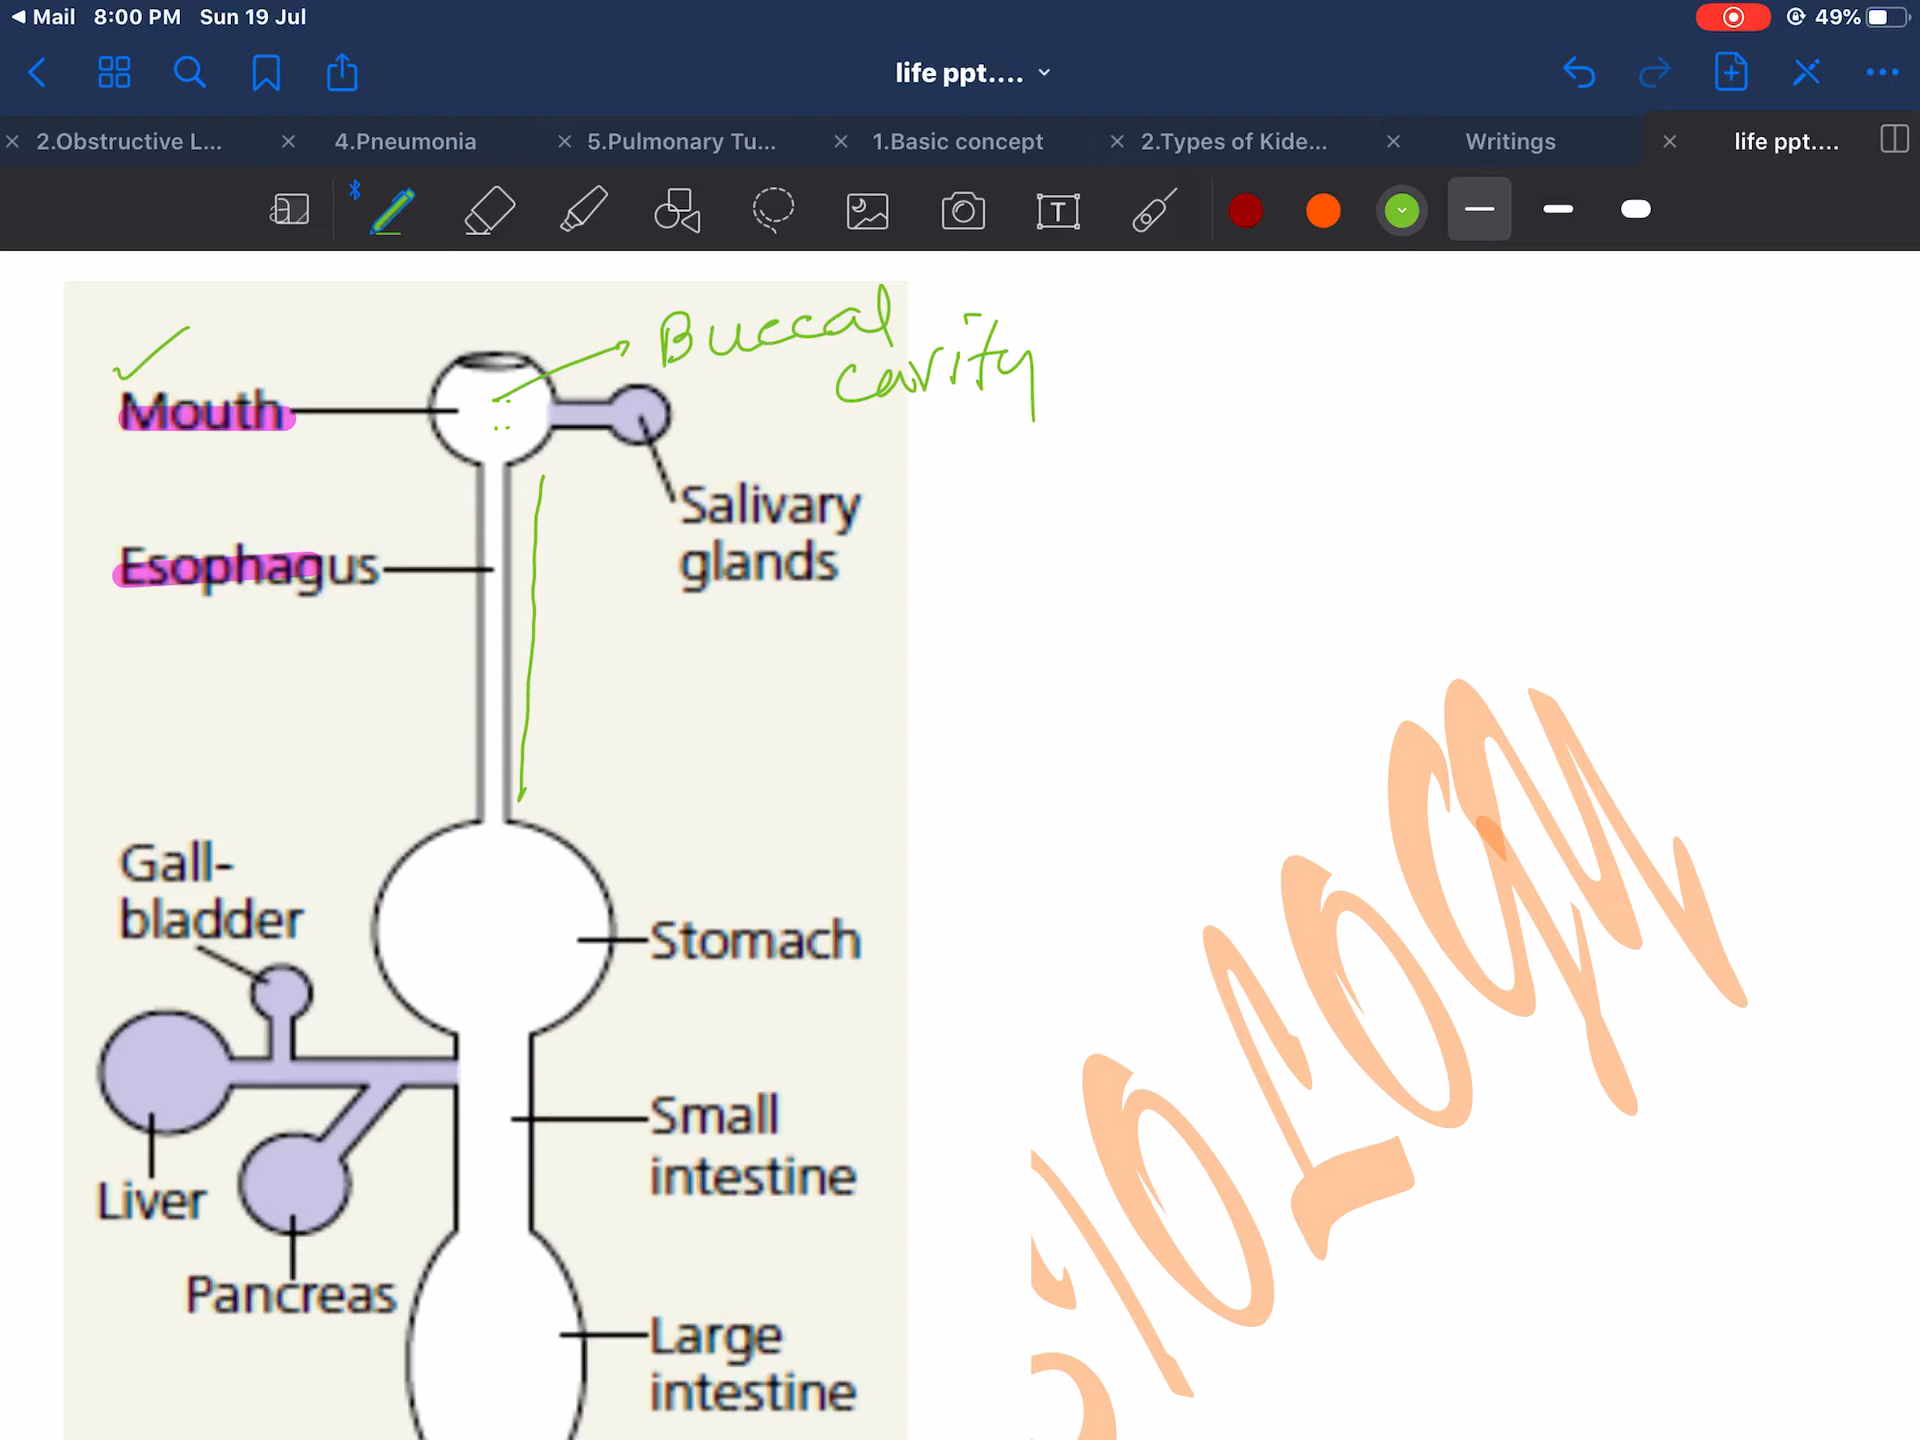 Mail 8:00 PM Sun 19 Jul 49%
life ppt....
2.Obstructive L... 4.Pneumonia 5.Pulmonary Tu... 1.Basic concept 2.Types of Kide... Writings life ppt....
Buccal
cavity
Mouth
Salivary
glands
Esophagus
Gall-
bladder
Stomach
Small
intestine
Liver
Pancreas
Large
intestine